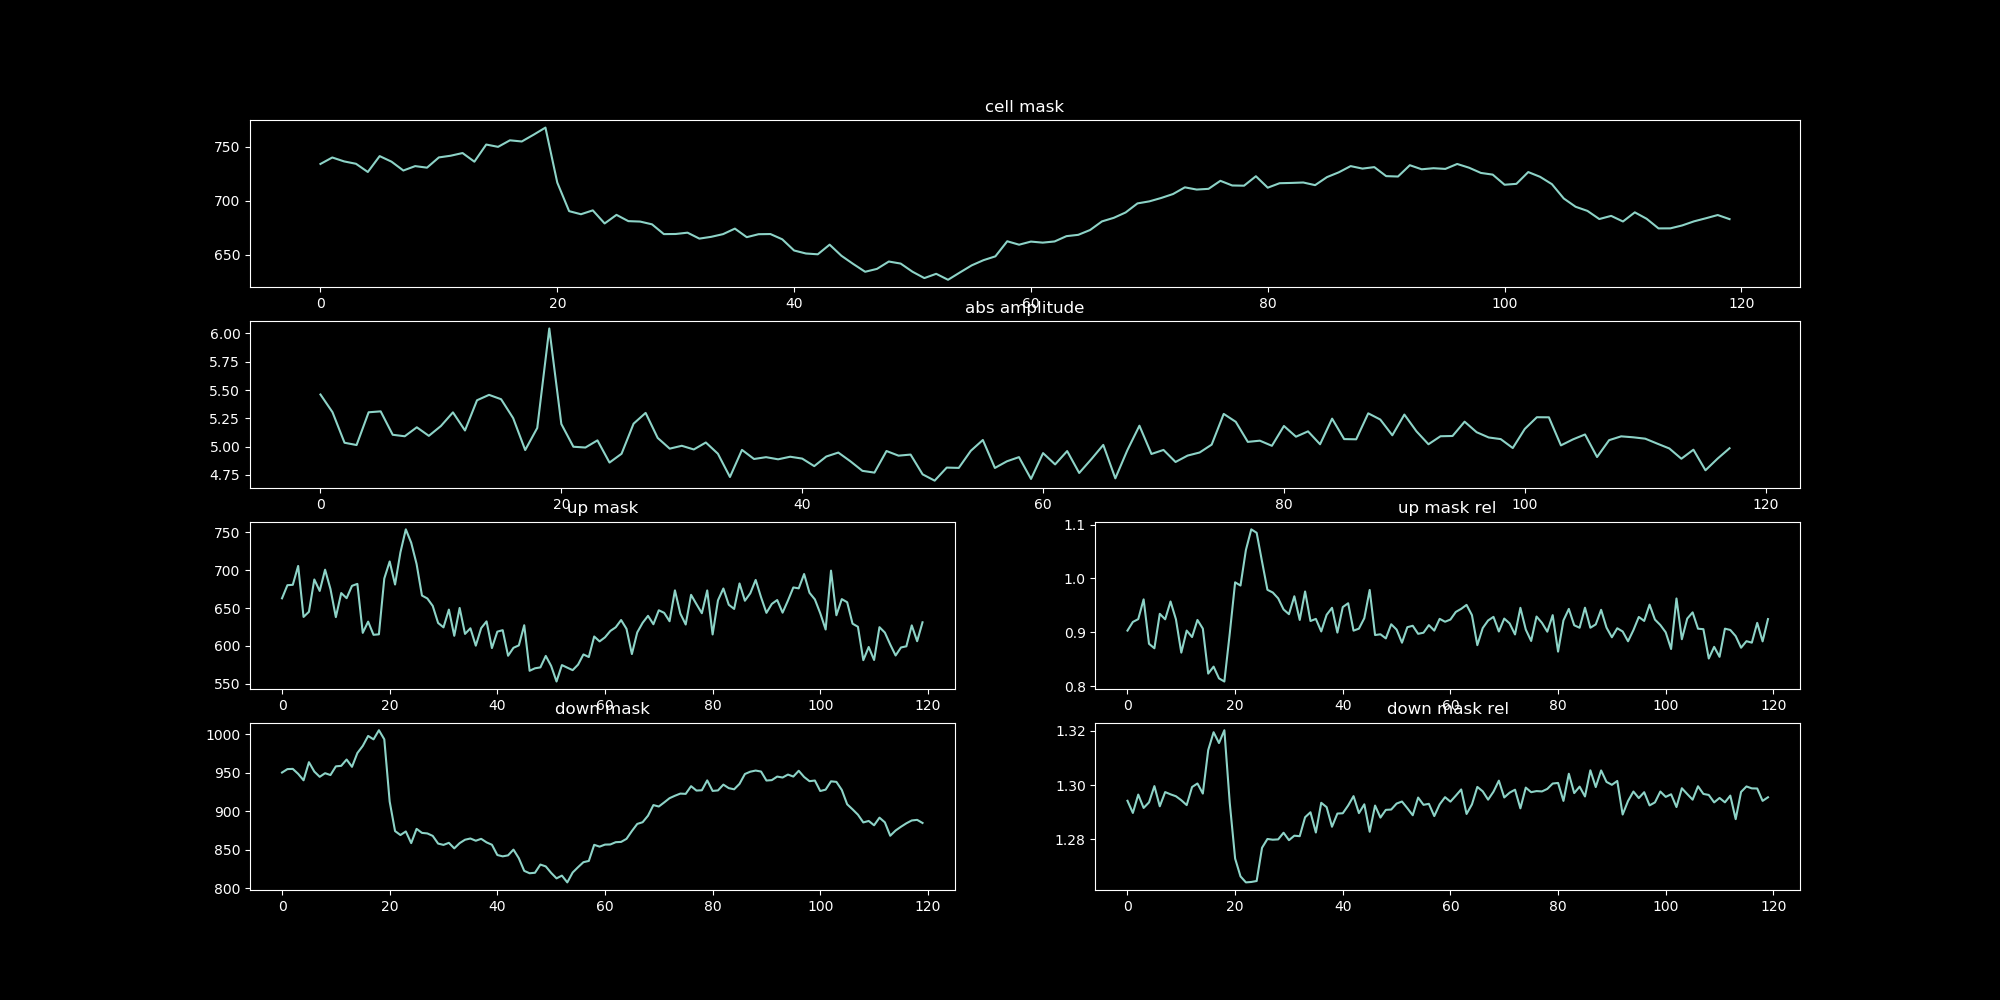 cell mask
750
700
650
0 20 40 60 80 100 120
abs amplitude
6.00
5.75
5.50
5.25
5.00
4.75
0 20 40 60 80 100 120
up mask
750
700
650
600
550
0 20 40 60 80 100 120
up mask rel
1.1
1.0
0.9
0.8
0 20 40 60 80 100 120
down mask
1000
950
900
850
800
0 20 40 60 80 100 120
down mask rel
1.32
1.30
1.28
0 20 40 60 80 100 120